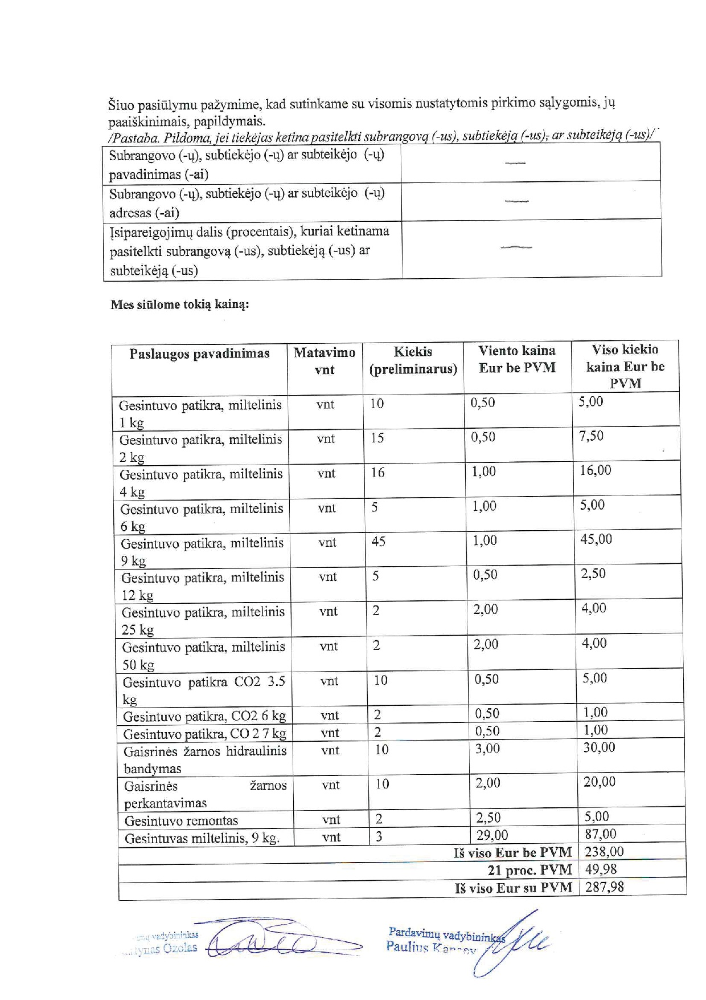 Šiuo pasiūlymu pažymime, kad sutinkame su visomis nustatytomis pirkimo sąlygomis, jų
paaiškinimais, papildymais.
/Pastaba. Pildoma, jei tiekėjas ketina pasitelkti subrangovą (-us), subtiekėją (-us), ar subteikėją (-us)/
Subrangovo (-ų), subtiekėjo (-ų) ar subteikėjo (-ų)
pavadinimas (-ai)
—
Subrangovo (-ų), subtiekėjo (-ų) ar subteikėjo (-ų)
adresas (-ai)
—
Įsipareigojimų dalis (procentais), kuriai ketinama
pasitelkti subrangovą (-us), subtiekėją (-us) ar
subteikėją (-us)
—
Mes siūlome tokią kainą:
Paslaugos pavadinimas Matavimo vnt Kiekis (preliminarus) Viento kaina Eur be PVM Viso kiekio kaina Eur be PVM
Gesintuvo patikra, miltelinis vnt 10 0,50 5,00
1 kg
Gesintuvo patikra, miltelinis vnt 15 0,50 7,50
2 kg
Gesintuvo patikra, miltelinis vnt 16 1,00 16,00
4 kg
Gesintuvo patikra, miltelinis vnt 5 1,00 5,00
6 kg
Gesintuvo patikra, miltelinis vnt 45 1,00 45,00
9 kg
Gesintuvo patikra, miltelinis vnt 5 0,50 2,50
12 kg
Gesintuvo patikra, miltelinis vnt 2 2,00 4,00
25 kg
Gesintuvo patikra, miltelinis vnt 2 2,00 4,00
50 kg
Gesintuvo patikra CO2 3.5 vnt 10 0,50 5,00
kg
Gesintuvo patikra, CO2 6 kg vnt 2 0,50 1,00
Gesintuvo patikra, CO 2 7 kg vnt 2 0,50 1,00
Gaisrinės žarnos hidraulinis vnt 10 3,00 30,00
bandymas
Gaisrinės žarnos vnt 10 2,00 20,00
perkantavimas
Gesintuvo remontas vnt 2 2,50 5,00
Gesintuvas miltelinis, 9 kg. vnt 3 29,00 87,00
Iš viso Eur be PVM 238,00
21 proc. PVM 49,98
Iš viso Eur su PVM 287,98
vadybininkas
Ozolas
Pardavimų vadybininkas
Paulius